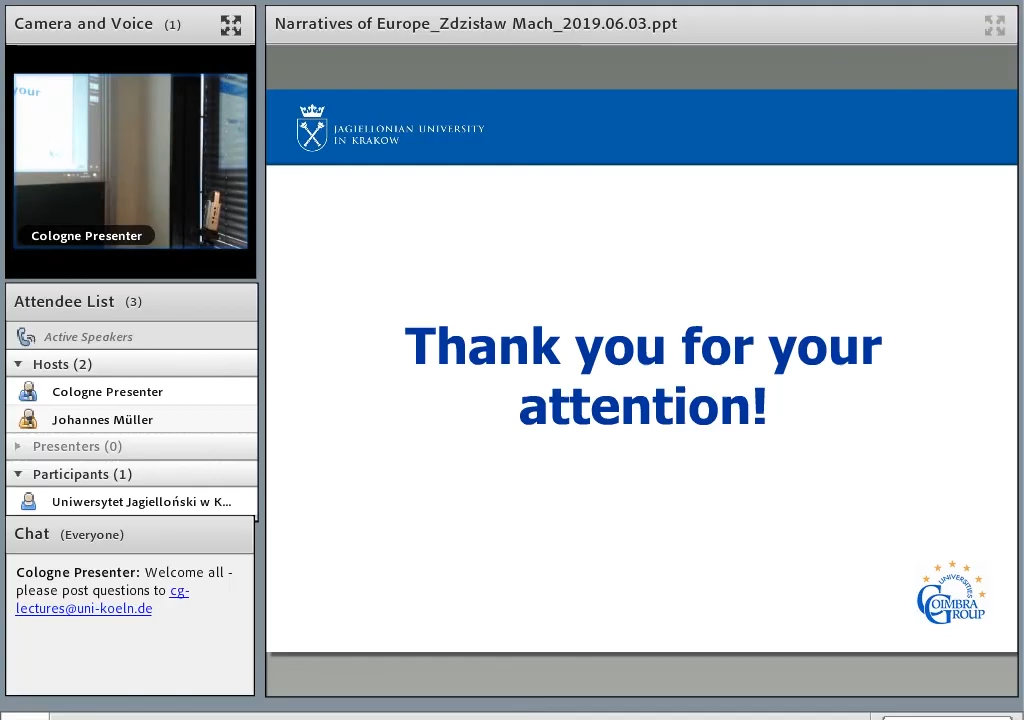 Camera and Voice (1)
your
Cologne Presenter
Attendee List (3)
Active Speakers
Hosts (2)
Cologne Presenter
Johannes Müller
Presenters (0)
Participants (1)
Uniwersytet Jagielloński w K...
Chat (Everyone)
Cologne Presenter: Welcome all -
please post questions to cg-
lectures@uni-koeln.de
Narratives of Europe_Zdzisław Mach_2019.06.03.ppt
JAGIELLONIAN UNIVERSITY
IN KRAKOW
Thank you for your
attention!
UNIVERSITIES
COIMBRA
GROUP